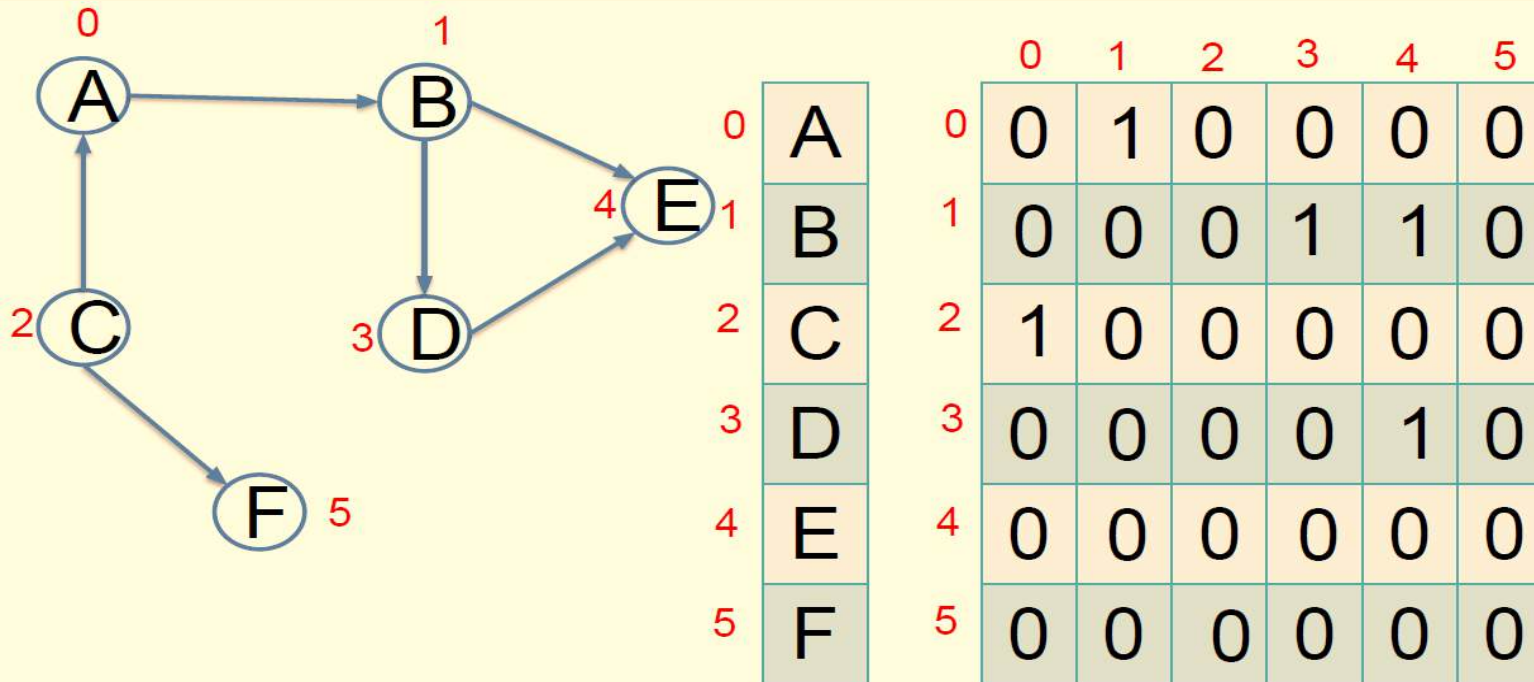 0
1
A
B
E
4
2
C
3
D
F
5
0 1 2 3 4 5
0 A 0 0 1 0 0 0 0
1 B 1 0 0 0 1 1 0
2 C 2 1 0 0 0 0 0
3 D 3 0 0 0 0 1 0
4 E 4 0 0 0 0 0 0
5 F 5 0 0 0 0 0 0